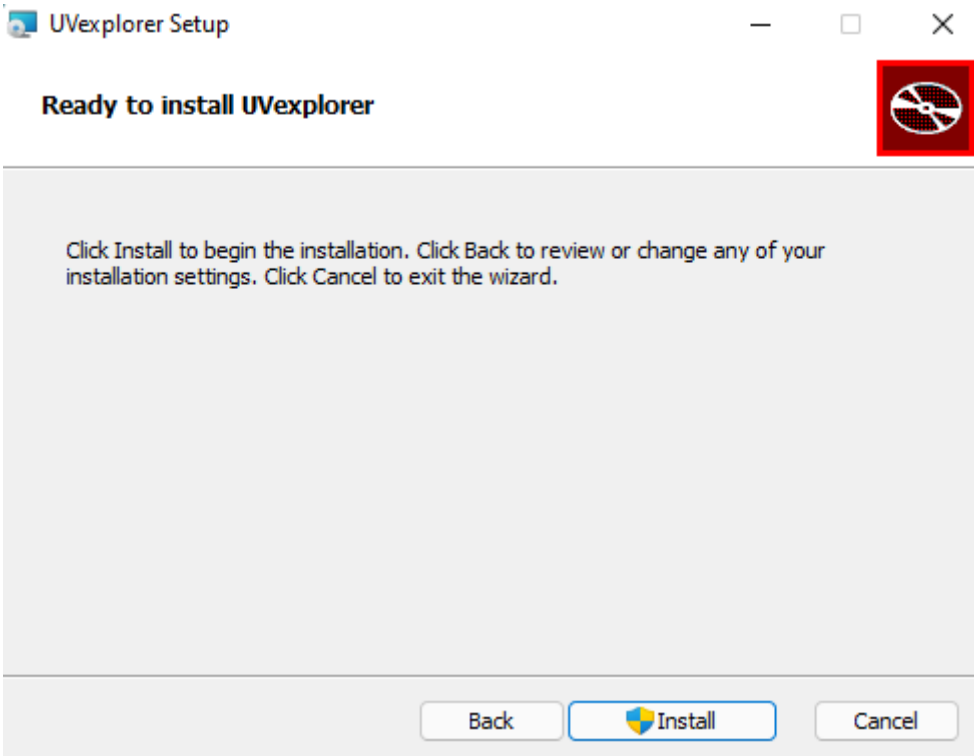 UVexplorer Setup
Ready to install UVexplorer
Click Install to begin the installation. Click Back to review or change any of your
installation settings. Click Cancel to exit the wizard.
Back
Install
Cancel